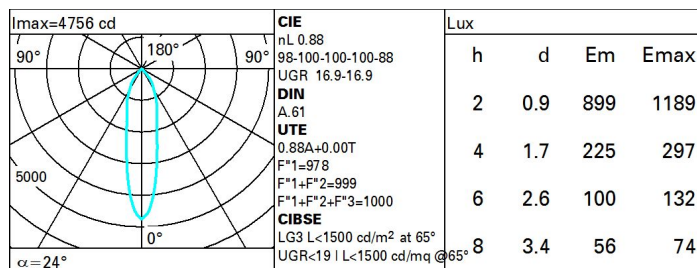 Imax=4756 cd
90° 180° 90°
5000
0°
α=24°
CIE
nL 0.88
98-100-100-100-88
UGR 16.9-16.9
DIN
A.61
UTE
0.88A+0.00T
F"1=978
F"1+F"2=999
F"1+F"2+F"3=1000
CIBSE
LG3 L<1500 cd/m² at 65°
UGR<19 | L<1500 cd/mq @65°
Lux
h d Em Emax
2 0.9 899 1189
4 1.7 225 297
6 2.6 100 132
8 3.4 56 74